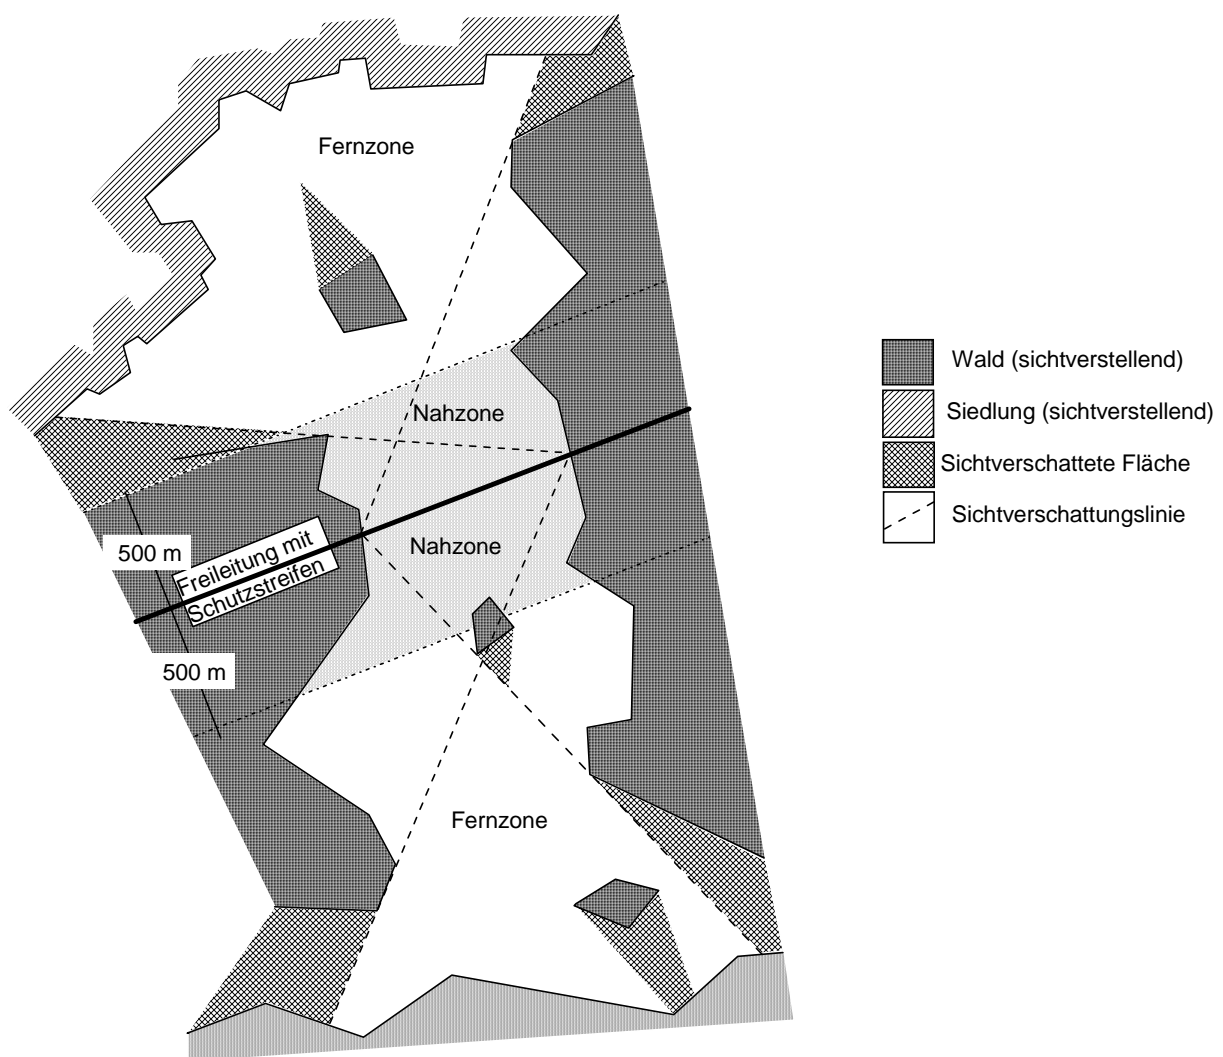 Fernzone
Nahzone
Nahzone
500 m
Freileitung mit
Schutzstreifen
500 m
Fernzone
Wald (sichtverstellend)
Siedlung (sichtverstellend)
Sichtverschattete Fläche
Sichtverschattungslinie